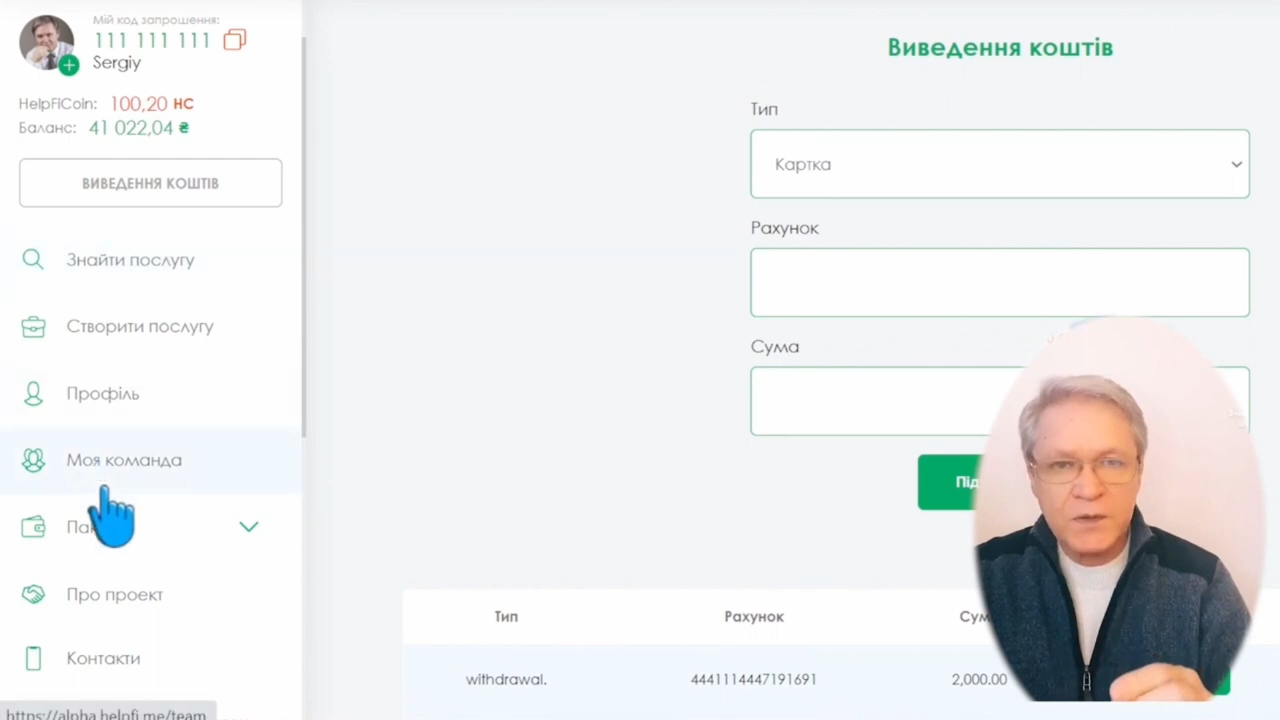 Мій код запрошення:
111 111 111
Sergiy
HelpFiCoin: 100,20 HC
Баланс: 41 022,04 ₴
ВИВЕДЕННЯ КОШТІВ
Знайти послугу
Створити послугу
Профіль
Моя команда
Про проект
Контакти
https://alpha.helpfi.me/team
Виведення коштів
Тип
Картка
Рахунок
Сума
Під
Тип Рахунок Сум
withdrawal. 4441114447191691 2,000.00